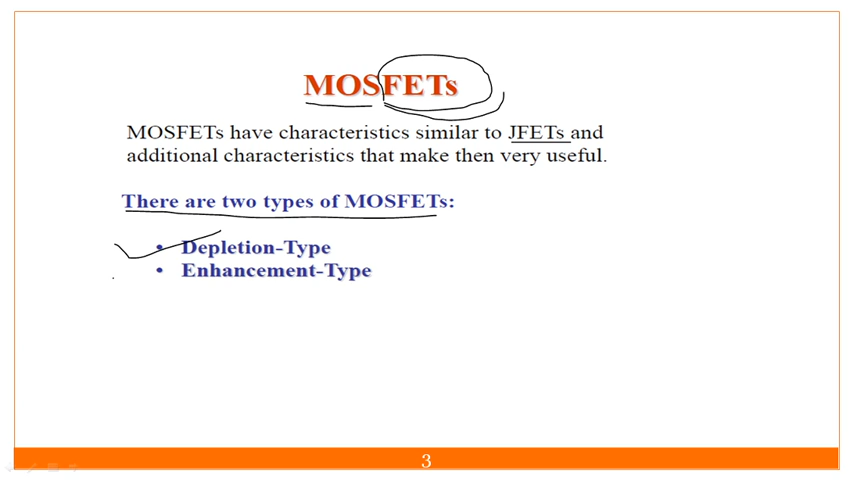 MOSFETs
MOSFETs have characteristics similar to JFETs and
additional characteristics that make then very useful.
There are two types of MOSFETs:
• Depletion-Type
• Enhancement-Type
3